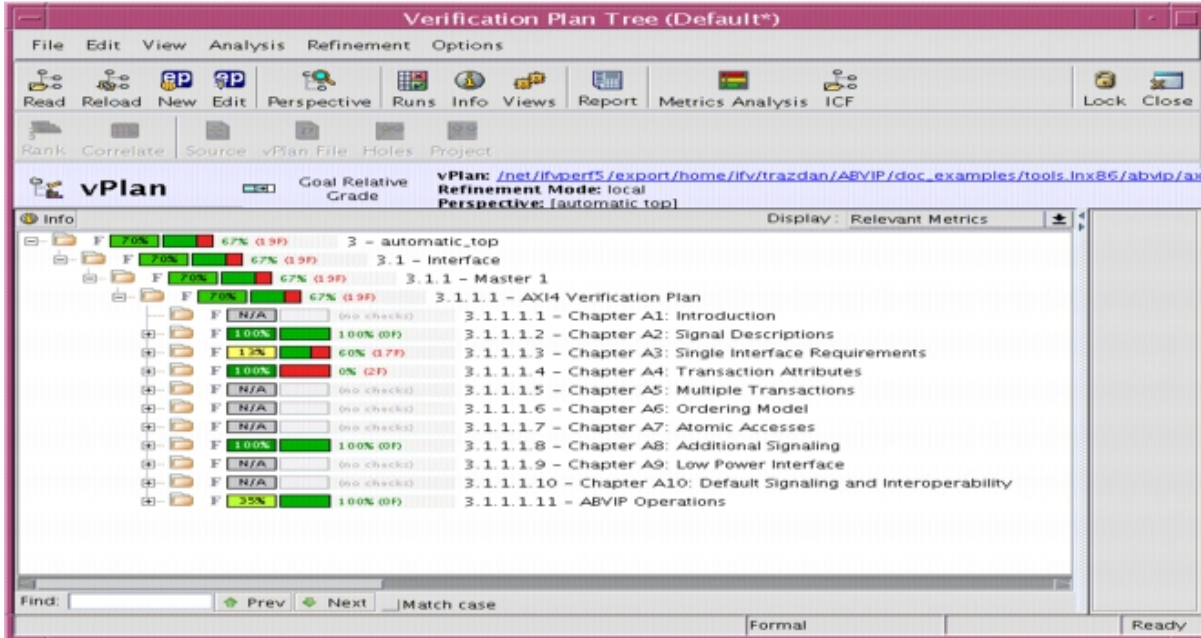 Verification Plan Tree (Default*)
File Edit View Analysis Refinement Options
Read Reload New Edit Perspective Runs Info Views Report Metrics Analysis ICF Lock Close
Rank Correlate Source vPlan File Holes Project
vPlan Goal Relative Grade
vPlan: /net/ifvperf5/export/home/ifv/trazdan/ABVIP/doc_examples/tools.lnx86/abvip/ax
Refinement Mode: local
Perspective: [automatic top]
Info Display: Relevant Metrics
F 70% 67% (19F) 3 - automatic_top
F 70% 67% (19F) 3.1 - Interface
F 70% 67% (19F) 3.1.1 - Master 1
F 70% 67% (19F) 3.1.1.1 - AXI4 Verification Plan
F N/A (no checks) 3.1.1.1.1 - Chapter A1: Introduction
F 100% 100% (0F) 3.1.1.1.2 - Chapter A2: Signal Descriptions
F 13% 60% (17F) 3.1.1.1.3 - Chapter A3: Single Interface Requirements
F 100% 0% (2F) 3.1.1.1.4 - Chapter A4: Transaction Attributes
F N/A (no checks) 3.1.1.1.5 - Chapter A5: Multiple Transactions
F N/A (no checks) 3.1.1.1.6 - Chapter A6: Ordering Model
F N/A (no checks) 3.1.1.1.7 - Chapter A7: Atomic Accesses
F 100% 100% (0F) 3.1.1.1.8 - Chapter A8: Additional Signaling
F N/A (no checks) 3.1.1.1.9 - Chapter A9: Low Power Interface
F N/A (no checks) 3.1.1.1.10 - Chapter A10: Default Signaling and Interoperability
F 35% 100% (0F) 3.1.1.1.11 - ABVIP Operations
Find: Prev Next Match case
Formal Ready